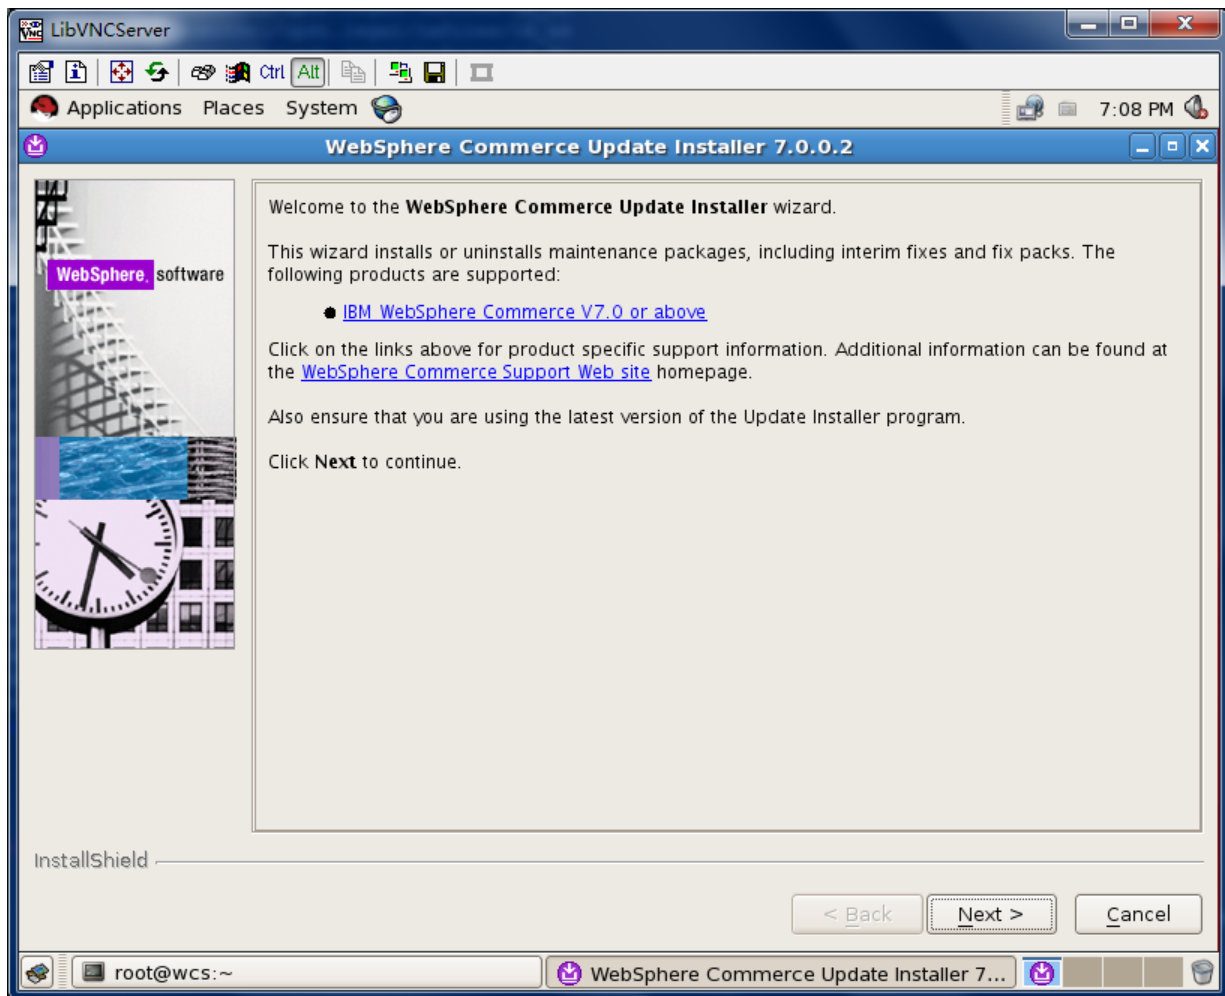 LibVNCServer
Ctrl Alt
Applications Places System 7:08 PM
WebSphere Commerce Update Installer 7.0.0.2
Welcome to the WebSphere Commerce Update Installer wizard.
This wizard installs or uninstalls maintenance packages, including interim fixes and fix packs. The
following products are supported:
IBM WebSphere Commerce V7.0 or above
Click on the links above for product specific support information. Additional information can be found at
the WebSphere Commerce Support Web site homepage.
Also ensure that you are using the latest version of the Update Installer program.
Click Next to continue.
WebSphere. software
InstallShield
< Back Next > Cancel
root@wcs:~ WebSphere Commerce Update Installer 7...